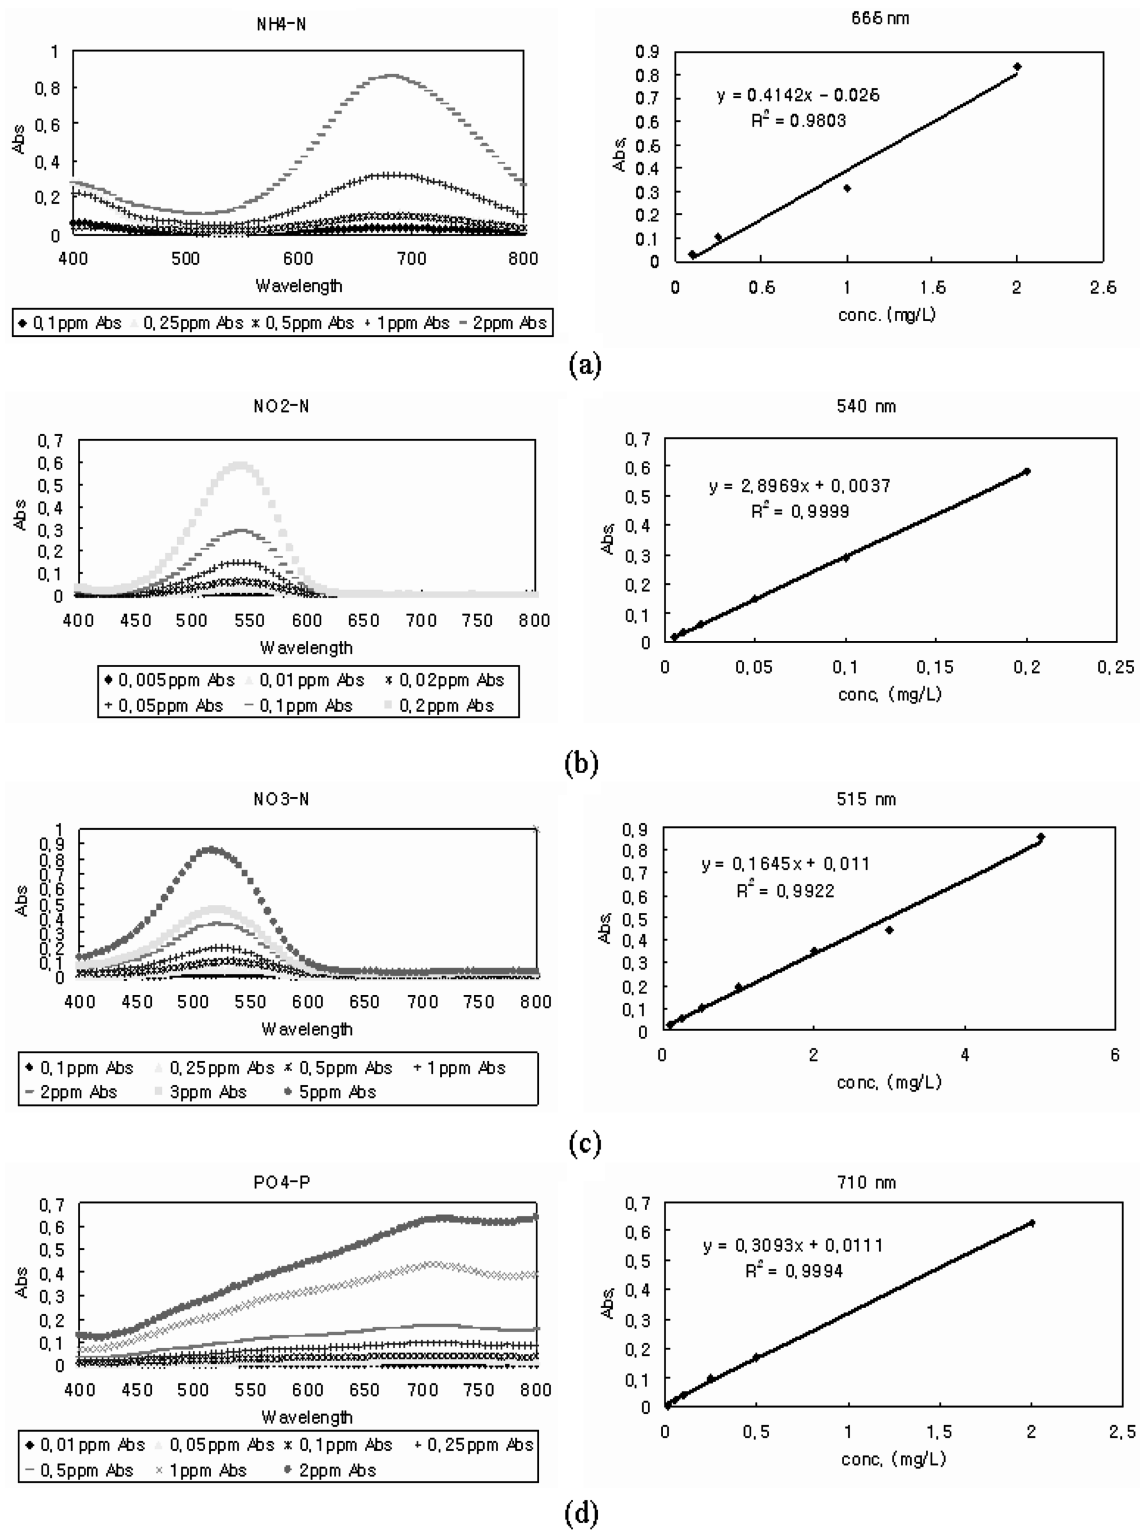 NH4-N
1
0,8
0,6
0,4
0,2
0
Abs
400 500 600 700 800
Wavelength
0,1ppm Abs 0,25ppm Abs 0,5ppm Abs 1ppm Abs 2ppm Abs
665 nm
0.9
0.8
0.7
0.6
0.5
0.4
0.3
0.2
0.1
0
Abs,
y = 0.4142x - 0.025
R² = 0.9803
0 0.5 1 1.5 2 2.5
conc. (mg/L)
(a)
NO2-N
0,7
0,6
0,5
0,4
0,3
0,2
0,1
0
Abs
400 450 500 550 600 650 700 750 800
Wavelength
0,005ppm Abs 0,01ppm Abs 0,02ppm Abs
0,05ppm Abs 0,1ppm Abs 0,2ppm Abs
540 nm
0,7
0,6
0,5
0,4
0,3
0,2
0,1
0
Abs,
y = 2,8969x + 0,0037
R² = 0,9999
0 0,05 0,1 0,15 0,2 0,25
conc, (mg/L)
(b)
NO3-N
1
0,9
0,8
0,7
0,6
0,5
0,4
0,3
0,2
0,1
0
Abs
400 450 500 550 600 650 700 750 800
Wavelength
0,1ppm Abs 0,25ppm Abs 0,5ppm Abs 1ppm Abs
2ppm Abs 3ppm Abs 5ppm Abs
515 nm
0,9
0,8
0,7
0,6
0,5
0,4
0,3
0,2
0,1
0
Abs,
y = 0,1645x + 0,011
R² = 0,9922
0 2 4 6
conc, (mg/L)
(c)
PO4-P
0,7
0,6
0,5
0,4
0,3
0,2
0,1
0
Abs
400 450 500 550 600 650 700 750 800
Wavelength
0,01ppm Abs 0,05ppm Abs 0,1ppm Abs 0,25ppm Abs
0,5ppm Abs 1ppm Abs 2ppm Abs
710 nm
0,7
0,6
0,5
0,4
0,3
0,2
0,1
0
Abs,
y = 0,3093x + 0,0111
R² = 0,9994
0 0,5 1 1,5 2 2,5
conc, (mg/L)
(d)